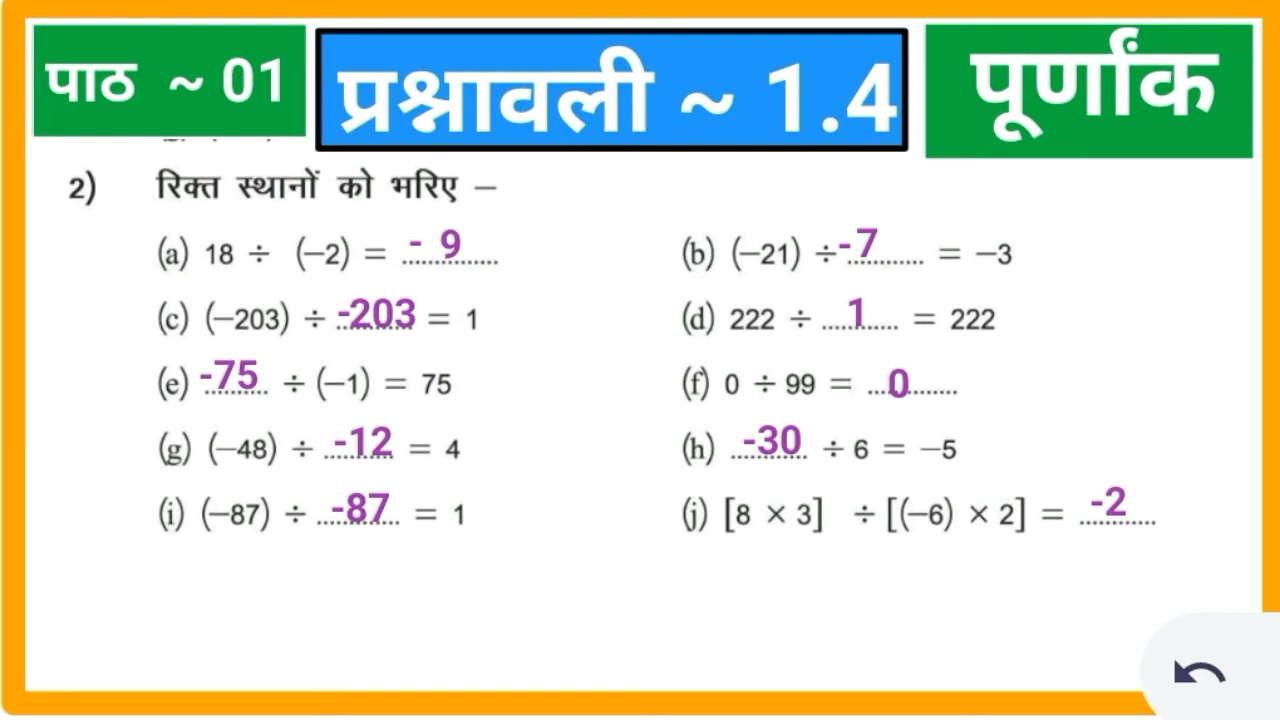 पाठ ~ 01
प्रश्नावली ~ 1.4
पूर्णांक
2) रिक्त स्थानों को भरिए –
(a) 18 ÷ (–2) = - 9
(b) (–21) ÷ -7 = –3
(c) (–203) ÷ -203 = 1
(d) 222 ÷ 1 = 222
(e) -75 ÷ (–1) = 75
(f) 0 ÷ 99 = 0
(g) (–48) ÷ -12 = 4
(h) -30 ÷ 6 = –5
(i) (–87) ÷ -87 = 1
(j) [8 × 3] ÷ [(–6) × 2] = -2